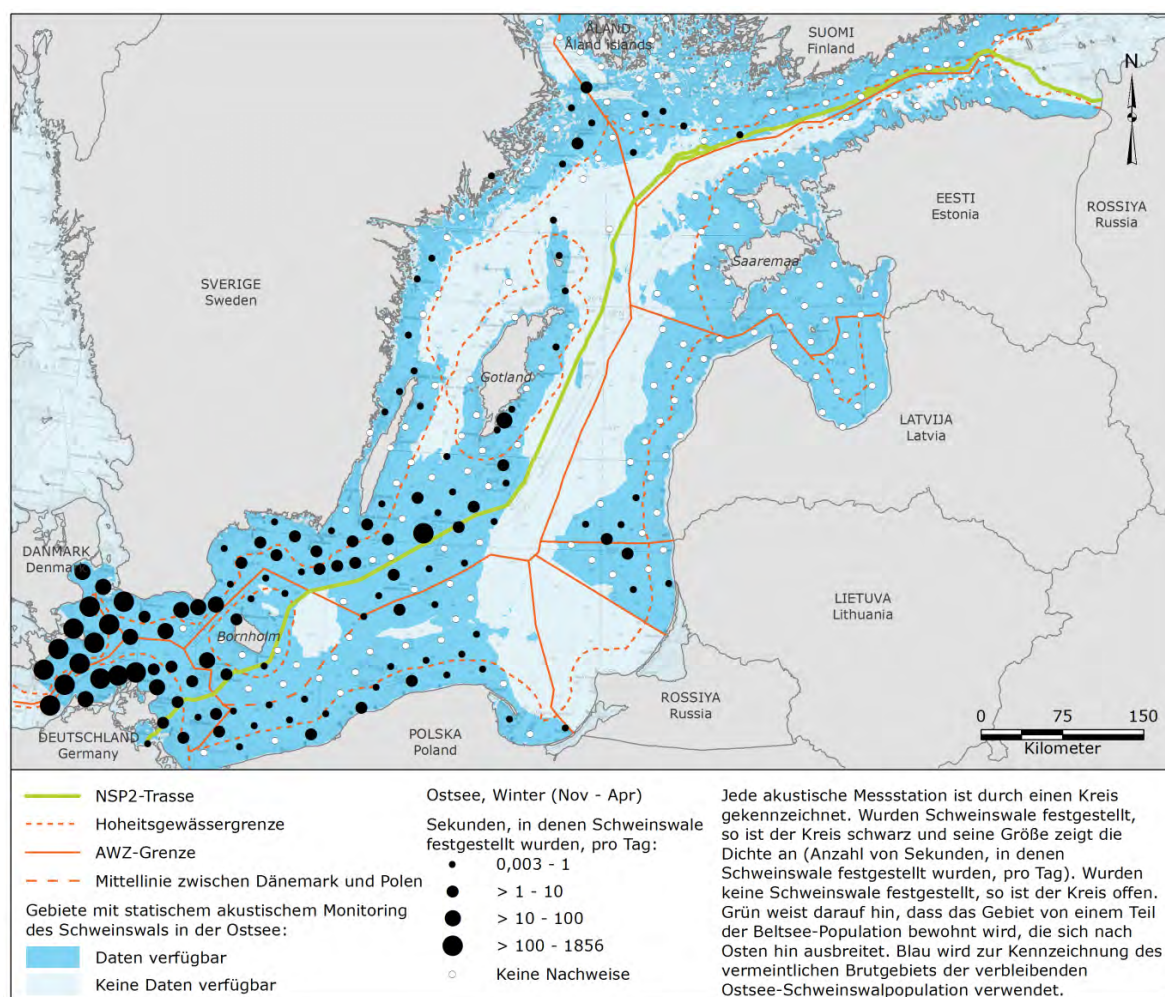 ÅLAND
Åland islands
SUOMI
Finland
N
EESTI
Estonia
ROSSIYA
Russia
SVERIGE
Sweden
Saaremaa
Gotland
LATVIJA
Latvia
DANMARK
Denmark
LIETUVA
Lithuania
Bornholm
ROSSIYA
Russia
DEUTSCHLAND
Germany
POLSKA
Poland
0 75 150
Kilometer
NSP2-Trasse
Hoheitsgewässergrenze
AWZ-Grenze
Mittellinie zwischen Dänemark und Polen
Gebiete mit statischem akustischem Monitoring
des Schweinswals in der Ostsee:
Daten verfügbar
Keine Daten verfügbar
Ostsee, Winter (Nov - Apr)
Sekunden, in denen Schweinswale
festgestellt wurden, pro Tag:
0,003 - 1
> 1 - 10
> 10 - 100
> 100 - 1856
Keine Nachweise
Jede akustische Messstation ist durch einen Kreis
gekennzeichnet. Wurden Schweinswale festgestellt,
so ist der Kreis schwarz und seine Größe zeigt die
Dichte an (Anzahl von Sekunden, in denen
Schweinswale festgestellt wurden, pro Tag). Wurden
keine Schweinswale festgestellt, so ist der Kreis offen.
Grün weist darauf hin, dass das Gebiet von einem Teil
der Beltsee-Population bewohnt wird, die sich nach
Osten hin ausbreitet. Blau wird zur Kennzeichnung des
vermeintlichen Brutgebiets der verbleibenden
Ostsee-Schweinswalpopulation verwendet.